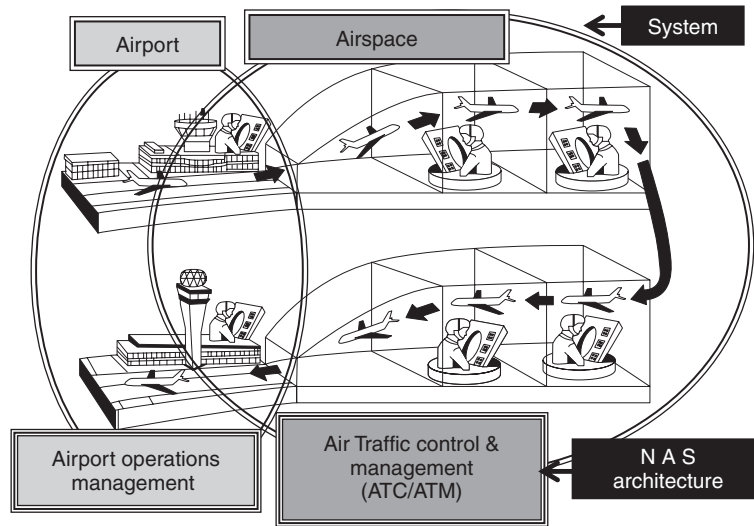 Airport
Airspace
System
Airport operations
management
Air Traffic control &
management
(ATC/ATM)
N A S
architecture